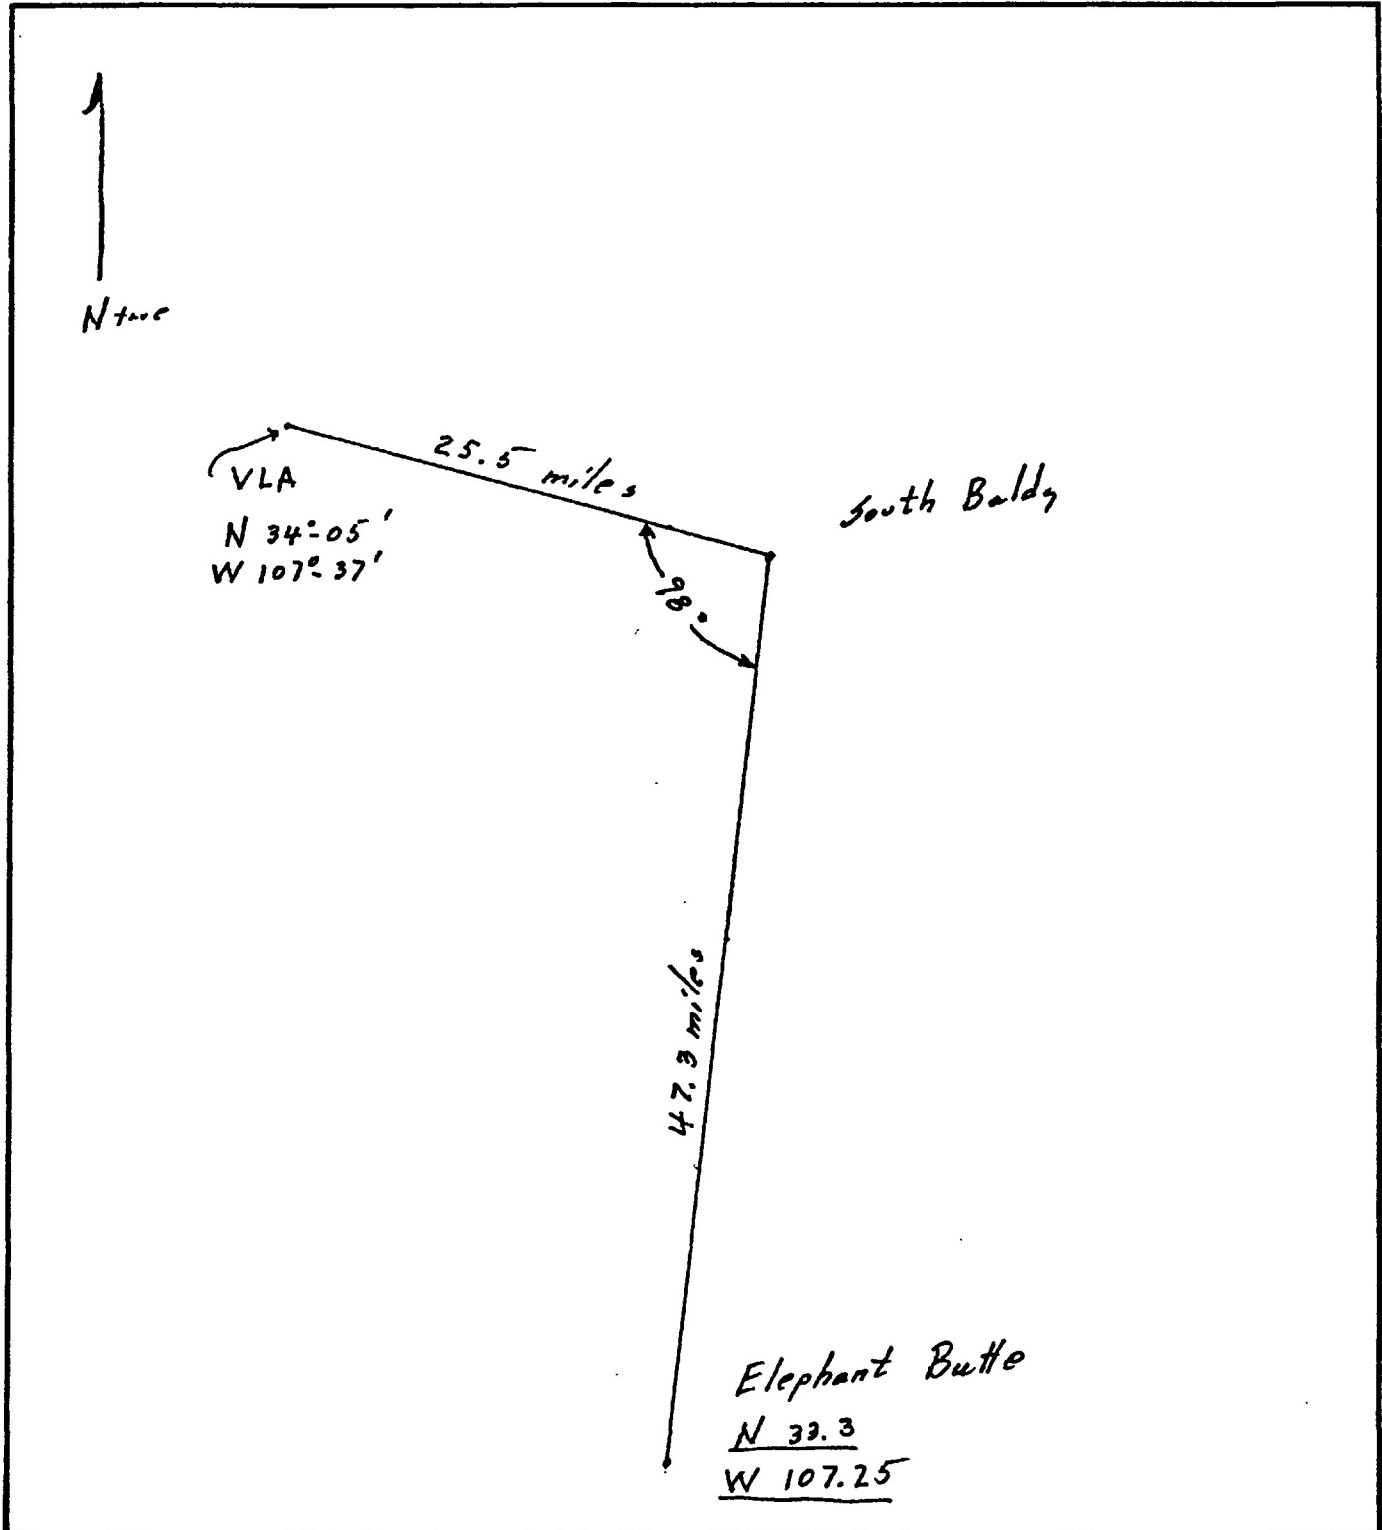 N true
25.5 miles
VLA
N 34°-05'
W 107°-37'
South Baldy
98°
47.3 miles
Elephant Butte
N 33.3
W 107.25